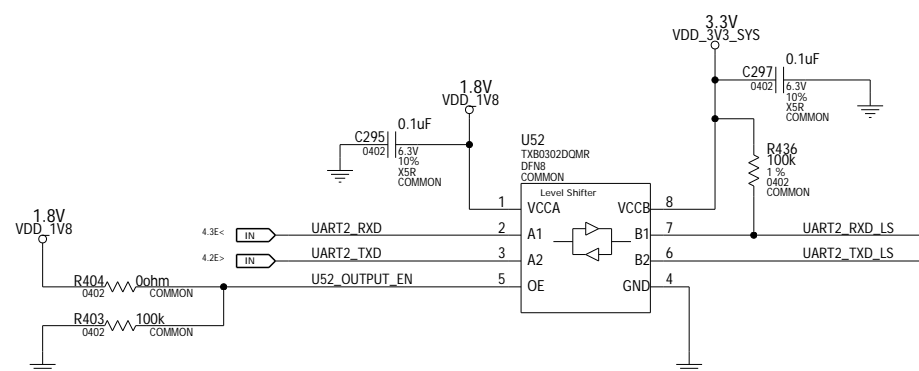 3.3V
VDD_3V3_SYS
C297
0402
0.1uF
6.3V
10%
X5R
COMMON
1.8V
VDD_1V8
C295
0402
0.1uF
6.3V
10%
X5R
COMMON
U52
TXB0302DQMR
DFN8
COMMON
R436
100k
1%
0402
COMMON
Level Shifter
1 VCCA VCCB 8
1.8V
VDD_1V8
4.3E< IN UART2_RXD 2 A1 B1 7 UART2_RXD_LS
4.2E> IN UART2_TXD 3 A2 B2 6 UART2_TXD_LS
R404 0ohm U52_OUTPUT_EN 5 OE GND 4
0402 COMMON
R403 100k
0402 COMMON